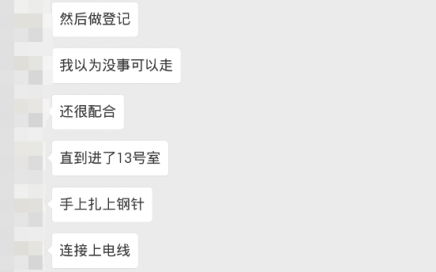 然后做登记
我以为没事可以走
还很配合
直到进了13号室
手上扎上钢针
连接上电线